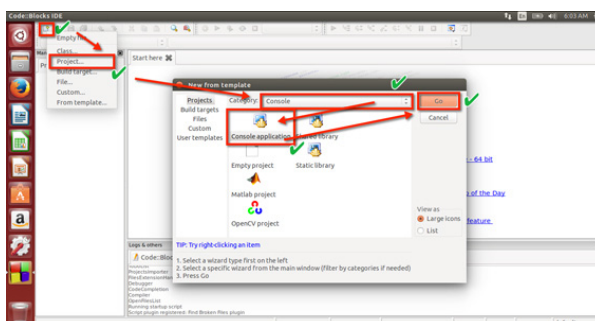 Code::Blocks IDE
En
6:03 AM
Empty file
Class...
Project...
Build target...
File...
Custom...
From template...
Start here
New from template
Projects
Build targets
Files
Custom
User templates
Category:
Console
Go
Cancel
Console application
Shared library
Empty project
Static library
Matlab project
OpenCV project
View as
Large icons
List
TIP: Try right-clicking an item
1. Select a wizard type first on the left
2. Select a specific wizard from the main window (filter by categories if needed)
3. Press Go
- 64 bit
of the Day
feature
Logs & others
Code::Bloc
ProjectsImporter
FilesExtensionHan
Debugger
CodeCompletion
Compiler
OpenFilesList
Running startup script
Script plugin registered: Find Broken Files plugin